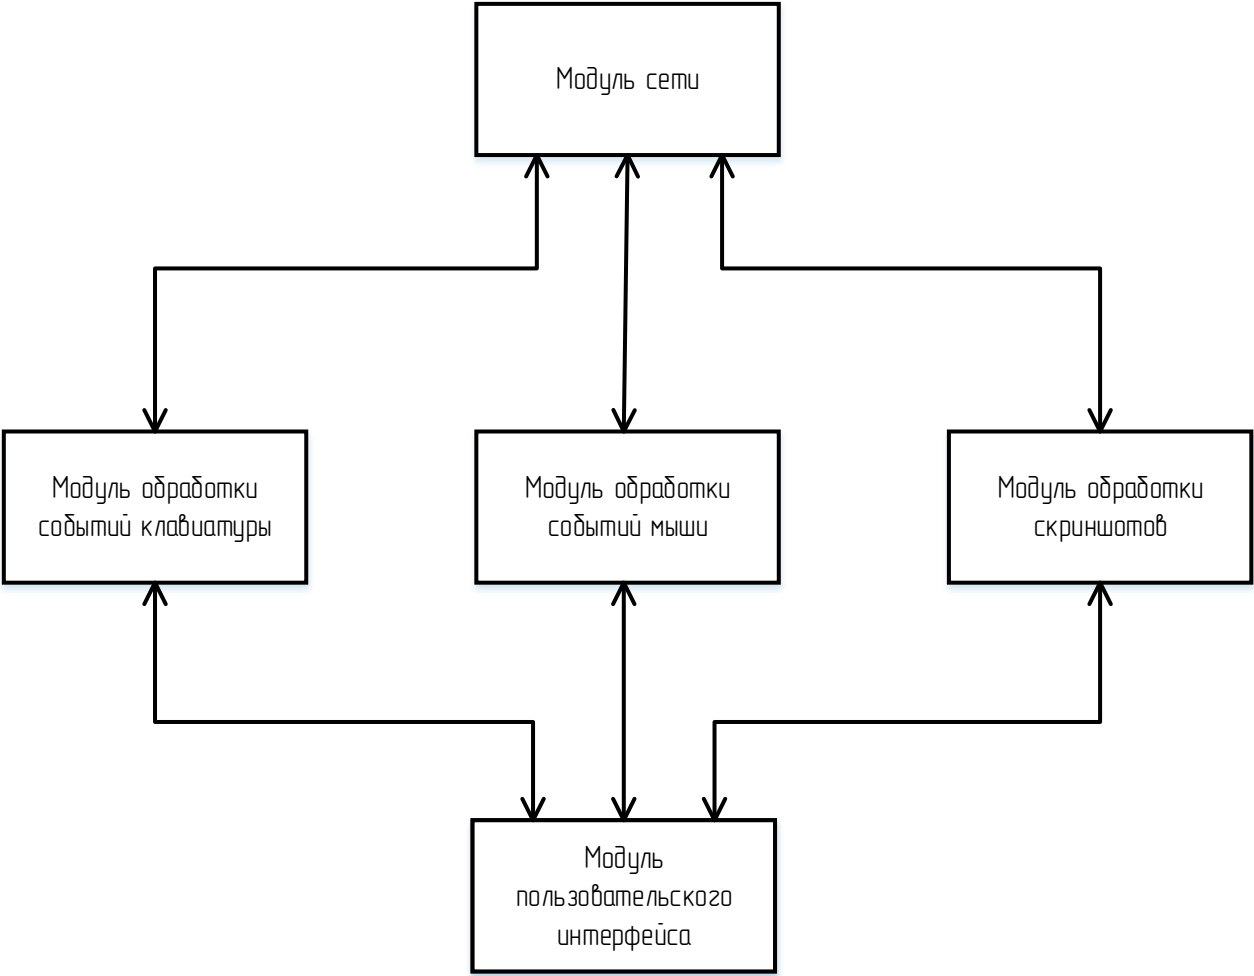 Модуль сети
Модуль обработки
событий клавиатуры
Модуль обработки
событий мыши
Модуль обработки
скриншотов
Модуль
пользовательского
интерфейса